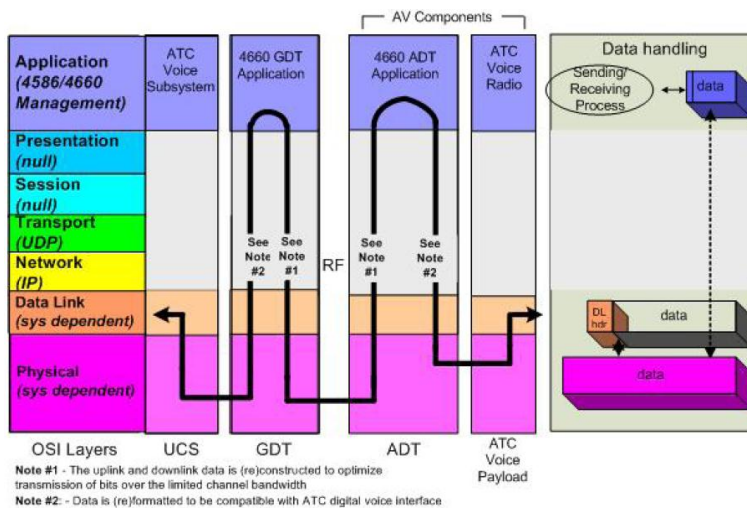 AV Components
Application
(4586/4660
Management)
ATC
Voice
Subsystem
4660 GDT
Application
4660 ADT
Application
ATC
Voice
Radio
Data handling
Sending/
Receiving
Process
data
Presentation
(null)
Session
(null)
Transport
(UDP)
Network
(IP)
See
Note
#2
See
Note
#1
RF
See
Note
#1
See
Note
#2
Data Link
(sys dependent)
DL
hdr
data
Physical
(sys dependent)
data
OSI Layers
UCS
GDT
ADT
ATC
Voice
Payload
Note #1 - The uplink and downlink data is (re)constructed to optimize
transmission of bits over the limited channel bandwidth
Note #2: - Data is (re)formatted to be compatible with ATC digital voice interface